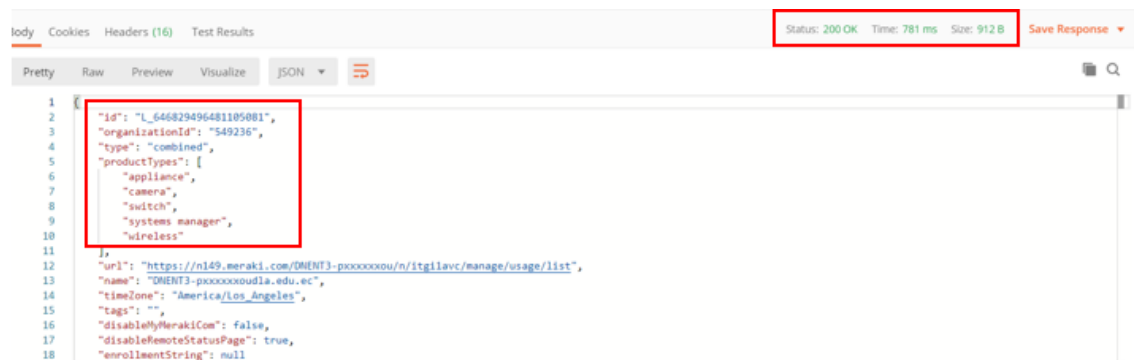 Body Cookies Headers (16) Test Results Status: 200 OK Time: 781 ms Size: 912 B Save Response
Pretty Raw Preview Visualize JSON
1 {
2 "id": "L_646829496481105081",
3 "organizationId": "549236",
4 "type": "combined",
5 "productTypes": [
6 "appliance",
7 "camera",
8 "switch",
9 "systems manager",
10 "wireless"
11 ],
12 "url": "https://n149.meraki.com/DNENT3-pxxxxxxou/n/itgilavc/manage/usage/list",
13 "name": "DNENT3-pxxxxxxoudla.edu.ec",
14 "timeZone": "America/Los_Angeles",
15 "tags": "",
16 "disableMyMerakiCom": false,
17 "disableRemoteStatusPage": true,
18 "enrollmentString": null